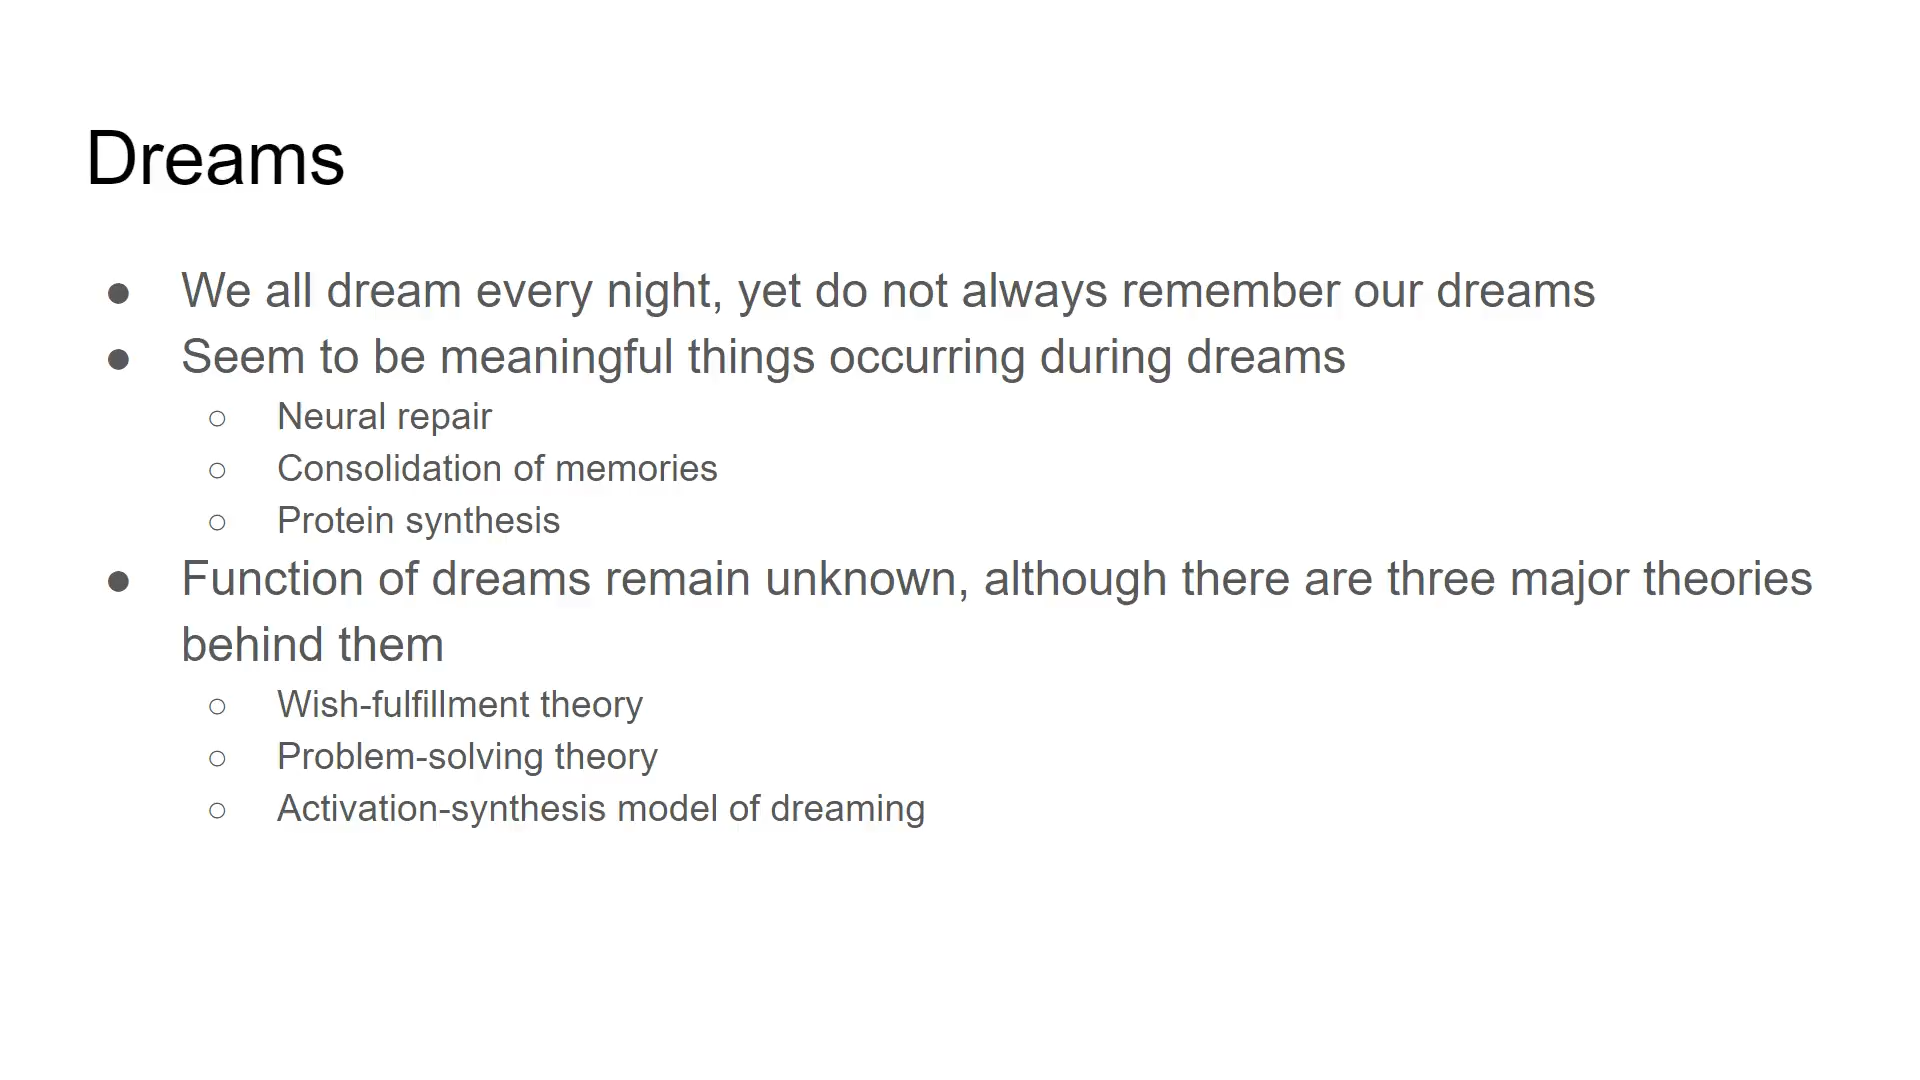 Dreams
● We all dream every night, yet do not always remember our dreams
● Seem to be meaningful things occurring during dreams
○ Neural repair
○ Consolidation of memories
○ Protein synthesis
● Function of dreams remain unknown, although there are three major theories
behind them
○ Wish-fulfillment theory
○ Problem-solving theory
○ Activation-synthesis model of dreaming